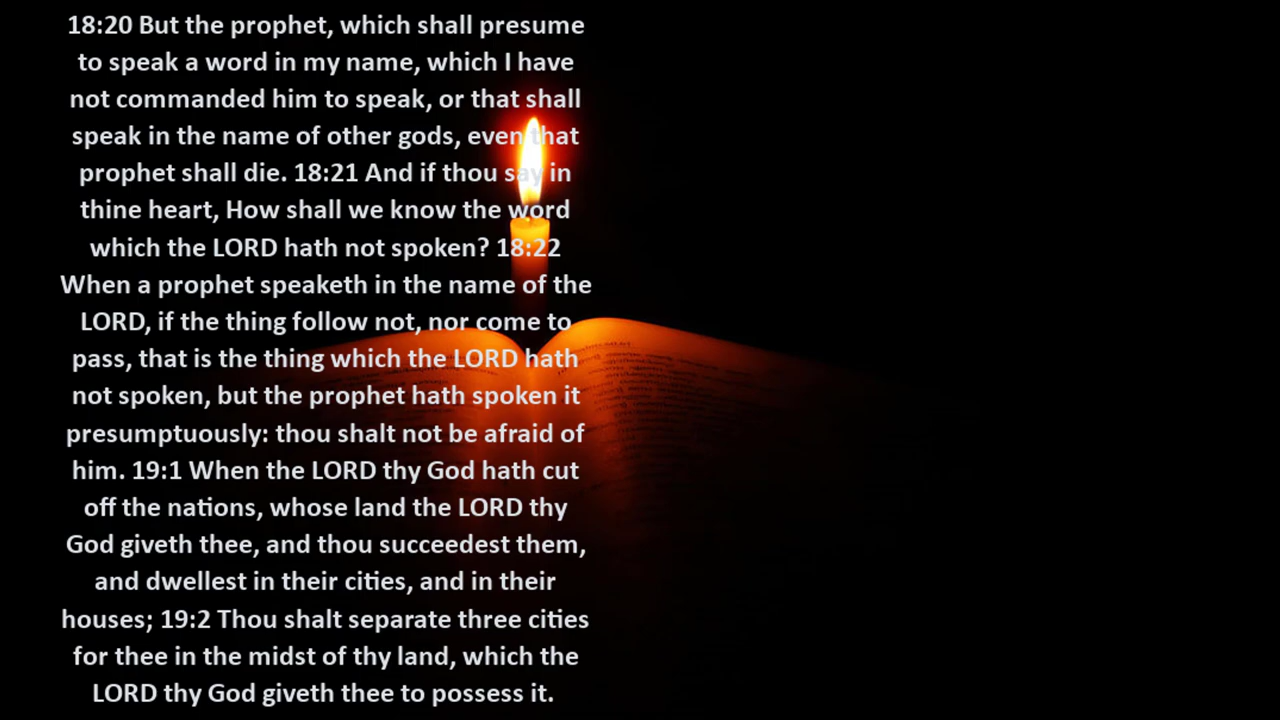 18:20 But the prophet, which shall presume
to speak a word in my name, which I have
not commanded him to speak, or that shall
speak in the name of other gods, even that
prophet shall die. 18:21 And if thou say in
thine heart, How shall we know the word
which the LORD hath not spoken? 18:22
When a prophet speaketh in the name of the
LORD, if the thing follow not, nor come to
pass, that is the thing which the LORD hath
not spoken, but the prophet hath spoken it
presumptuously: thou shalt not be afraid of
him. 19:1 When the LORD thy God hath cut
off the nations, whose land the LORD thy
God giveth thee, and thou succeedest them,
and dwellest in their cities, and in their
houses; 19:2 Thou shalt separate three cities
for thee in the midst of thy land, which the
LORD thy God giveth thee to possess it.